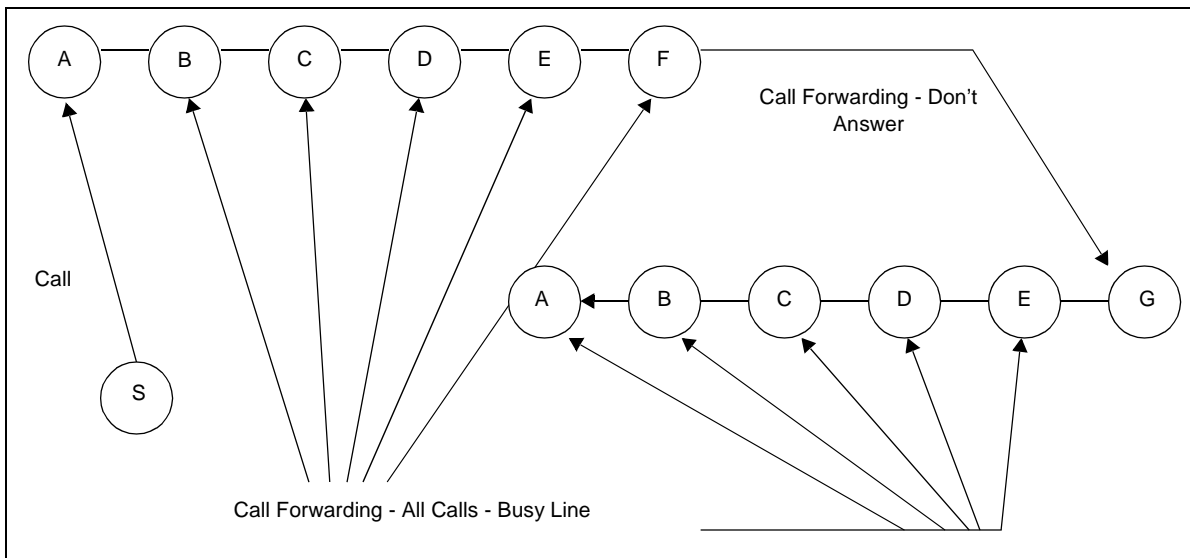 A B C D E F
Call Forwarding - Don't
Answer
Call
A B C D E G
S
Call Forwarding - All Calls - Busy Line